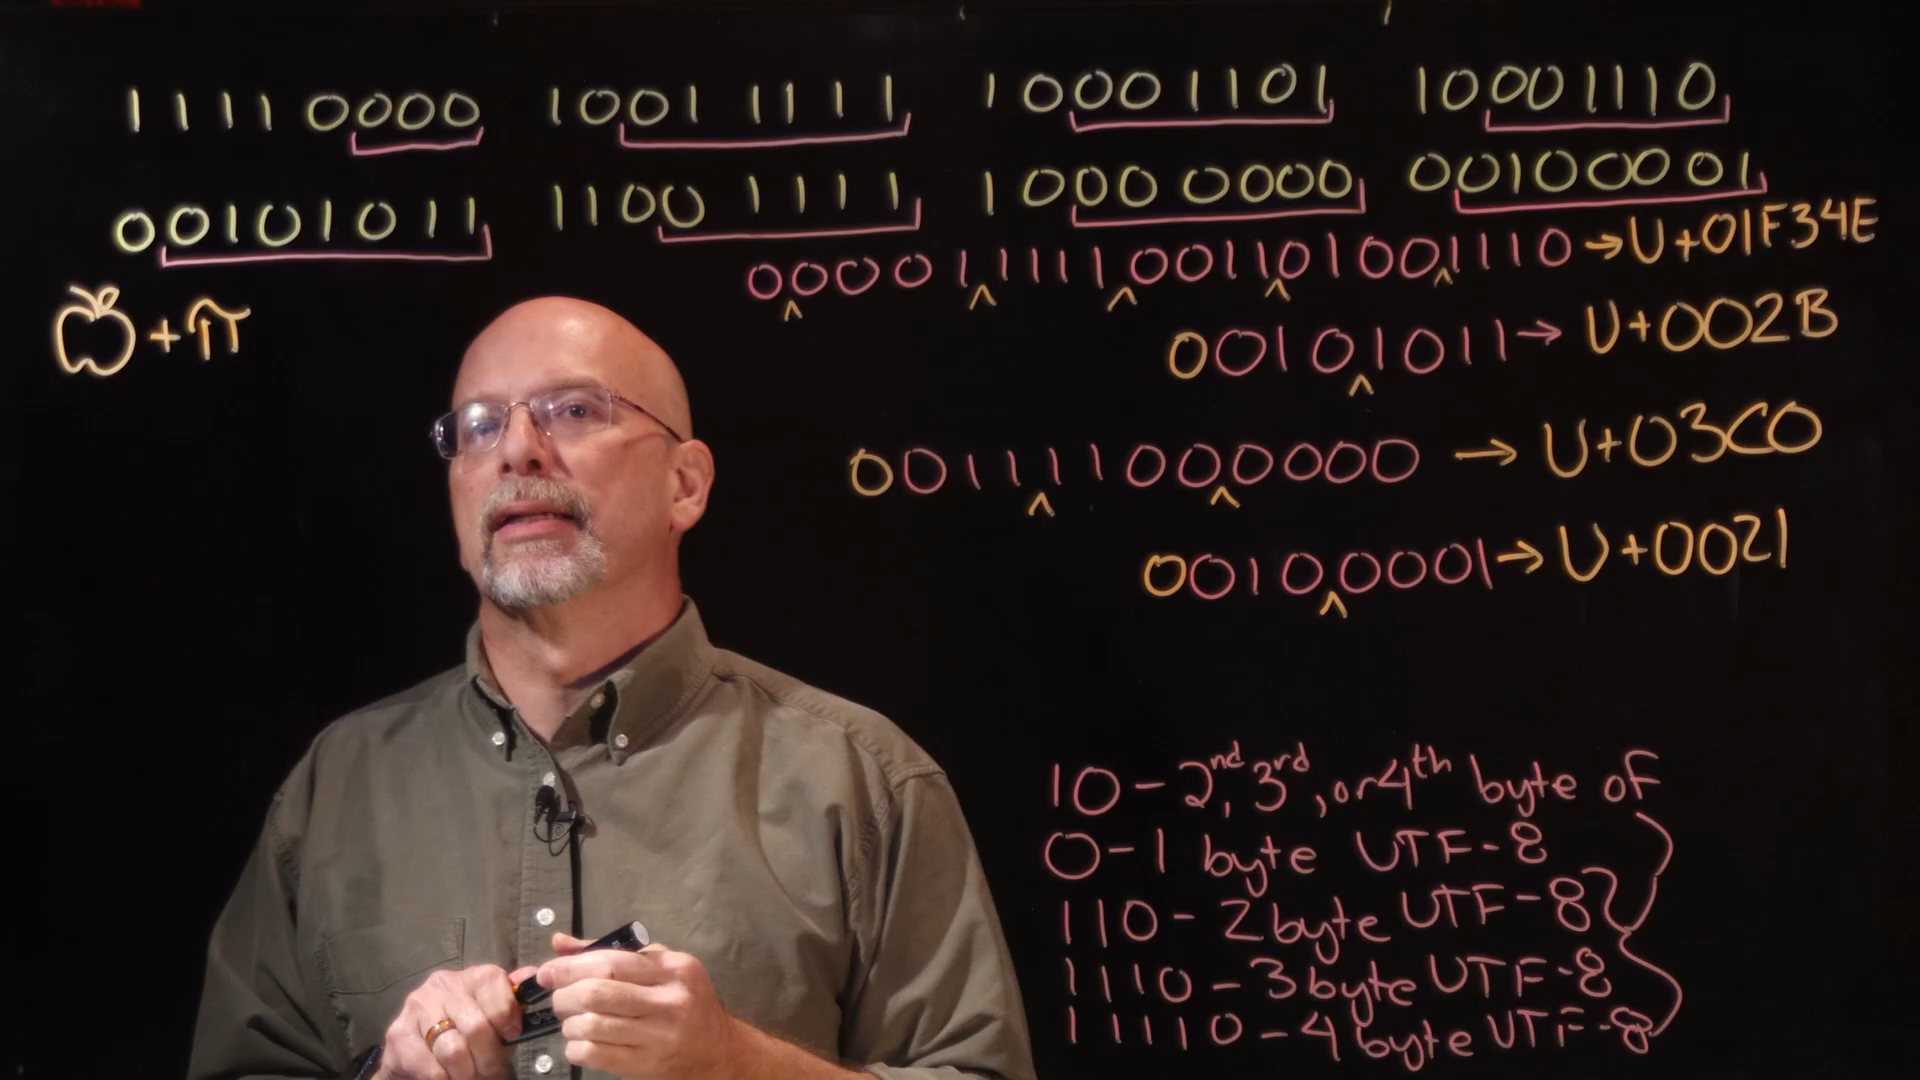 11110000 10011111 10001101 10001110
00101011 11001111 10000000 00100001
000011111001101001110 → U+01F34E
+ π
00101011 → U+002B
001111000000 → U+03C0
00100001 → U+0021
10 - 2nd, 3rd, or 4th byte of
0 - 1 byte UTF-8
110 - 2 byte UTF-8
1110 - 3 byte UTF-8
11110 - 4 byte UTF-8